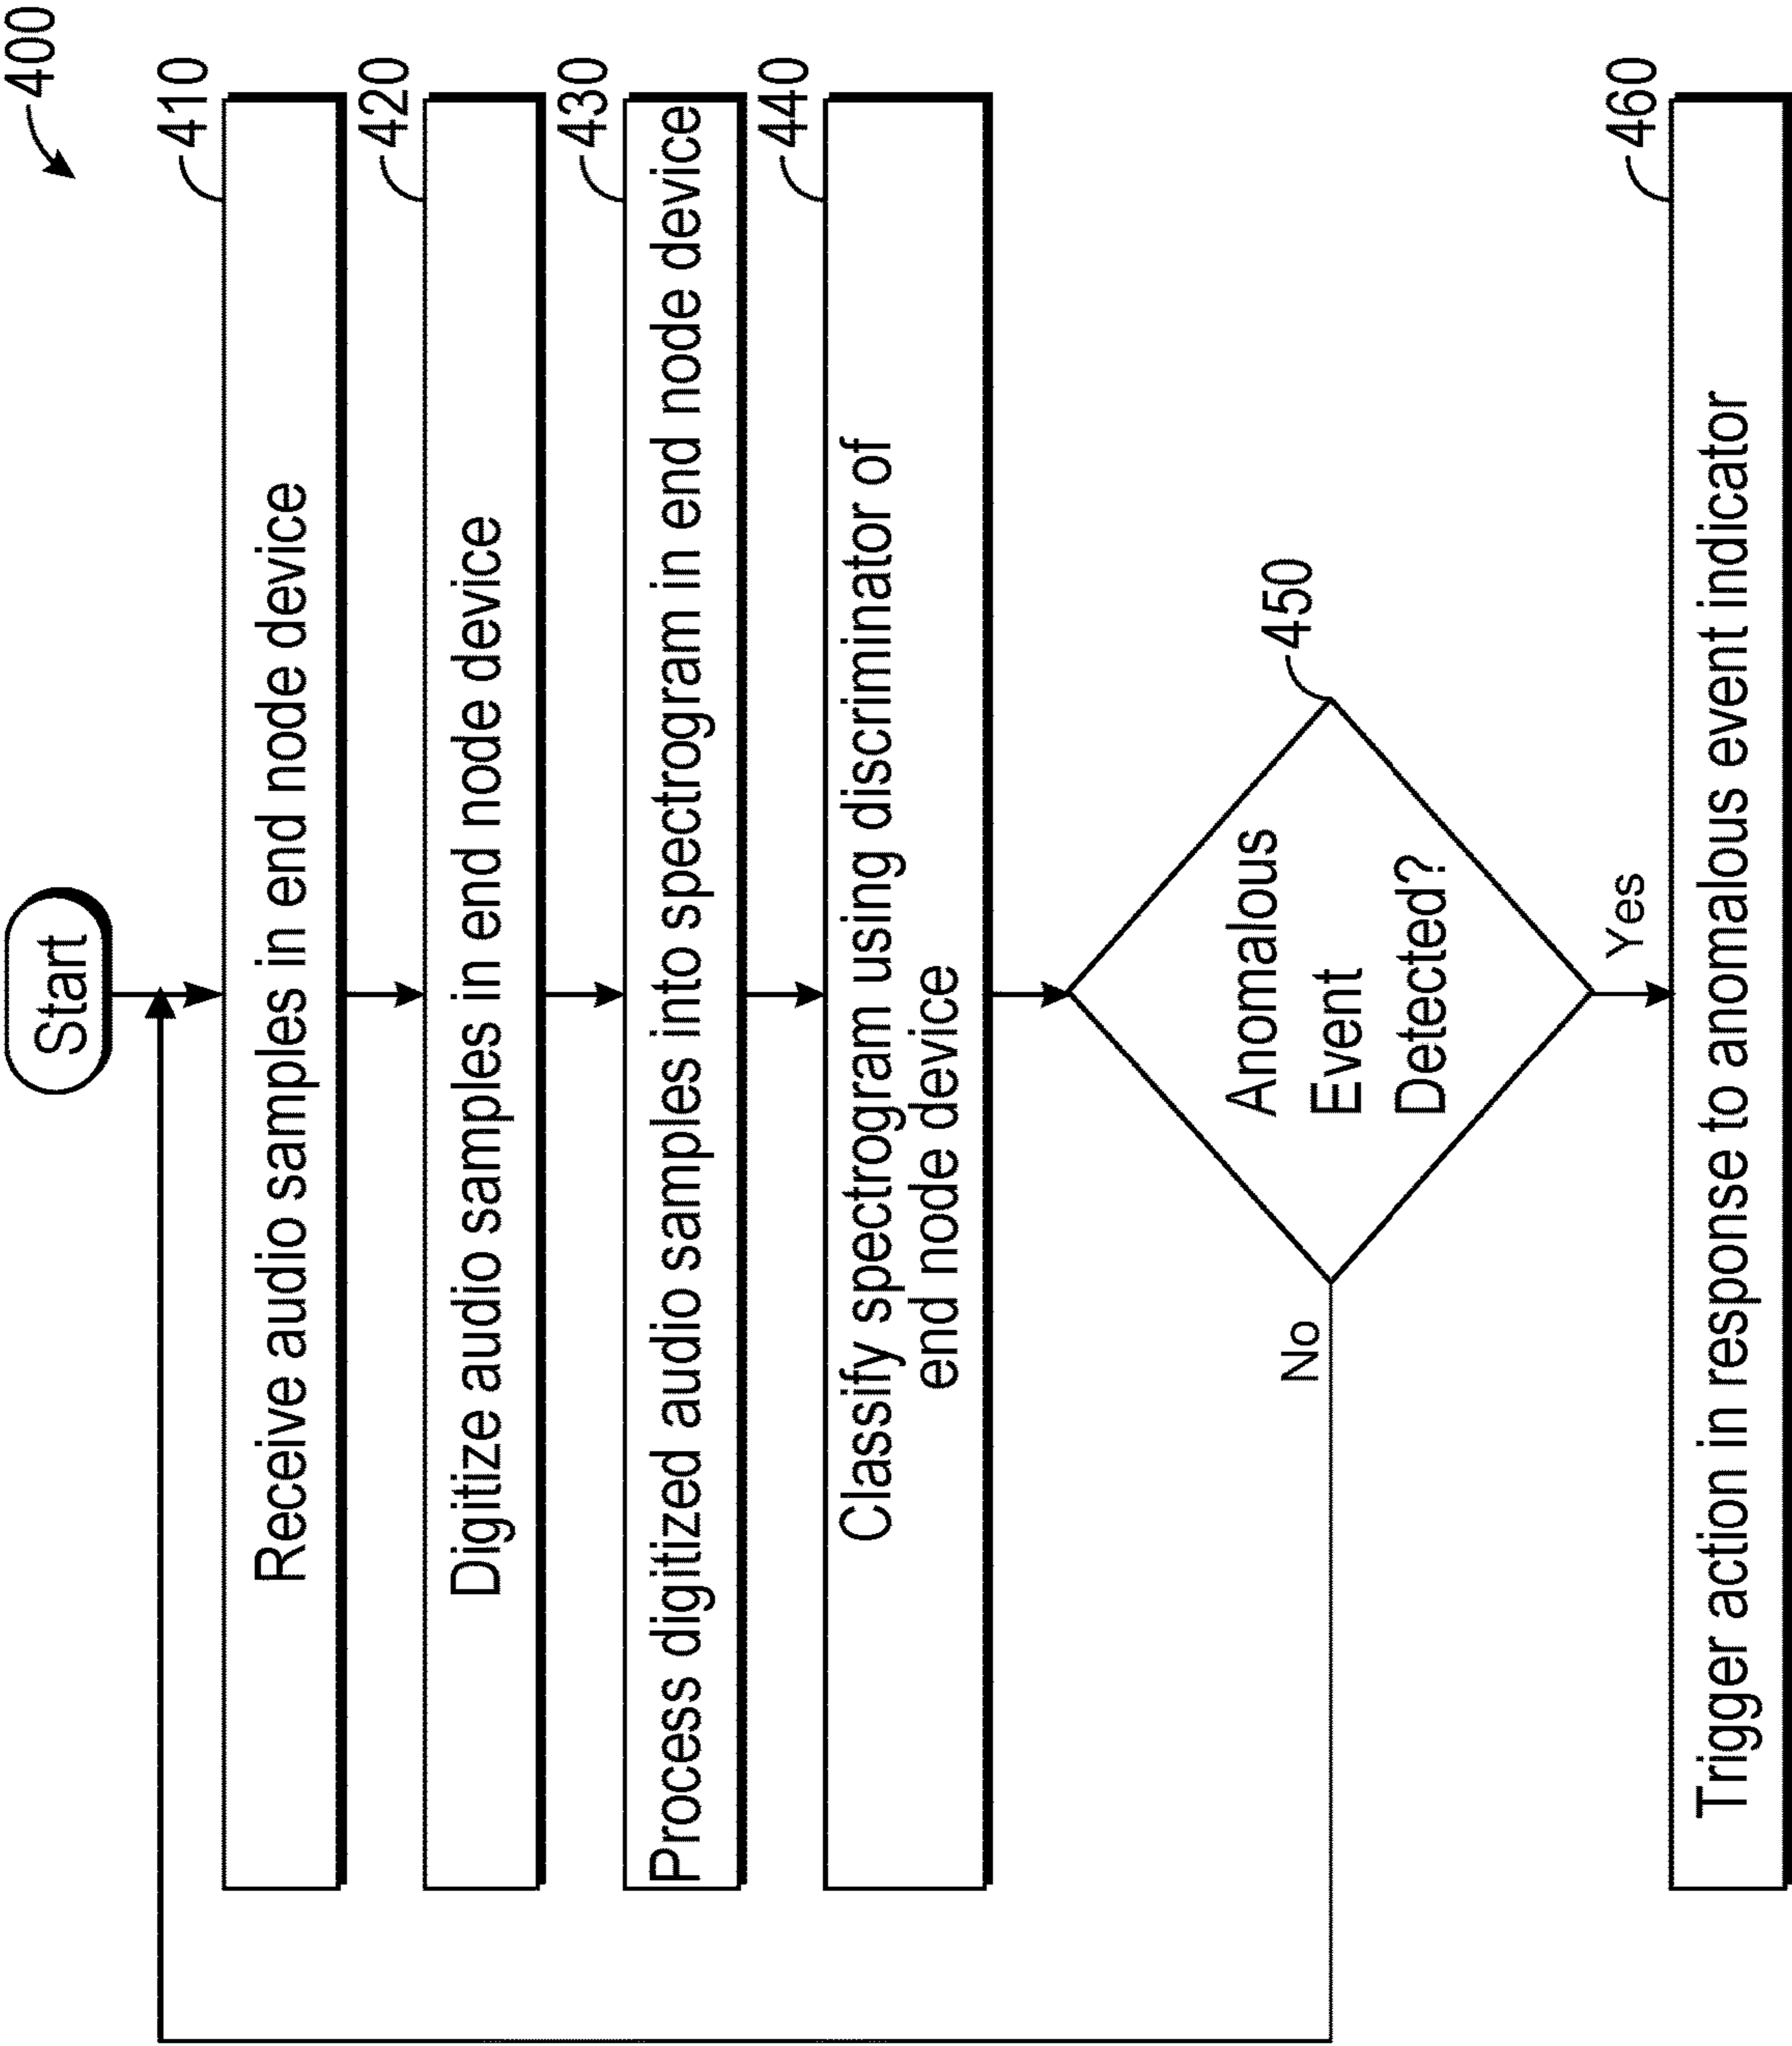 400
Start
410
Receive audio samples in end node device
420
Digitize audio samples in end node device
430
Process digitized audio samples into spectrogram in end node device
440
Classify spectrogram using discriminator of
end node device
450
Anomalous
Event
Detected?
No
Yes
460
Trigger action in response to anomalous event indicator